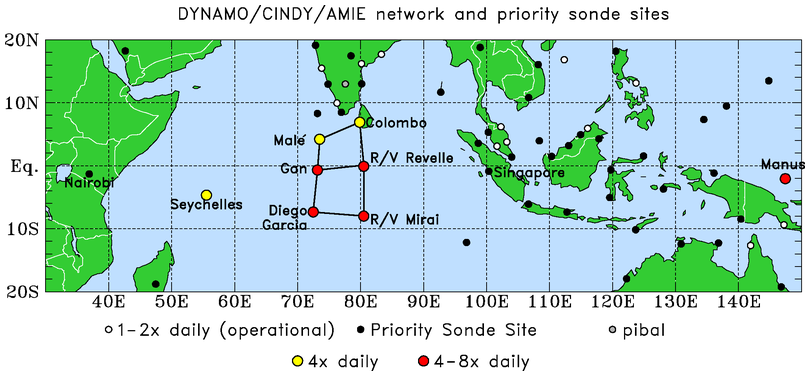 DYNAMO/CINDY/AMIE network and priority sonde sites
20N
10N
Eq.
10S
20S
Colombo
Malé
Gan
R/V Revelle
Singapore
Manus
Nairobi
Seychelles
Diego
Garcia
R/V Mirai
40E 50E 60E 70E 80E 90E 100E 110E 120E 130E 140E
1-2x daily (operational) Priority Sonde Site pibal
4x daily 4-8x daily